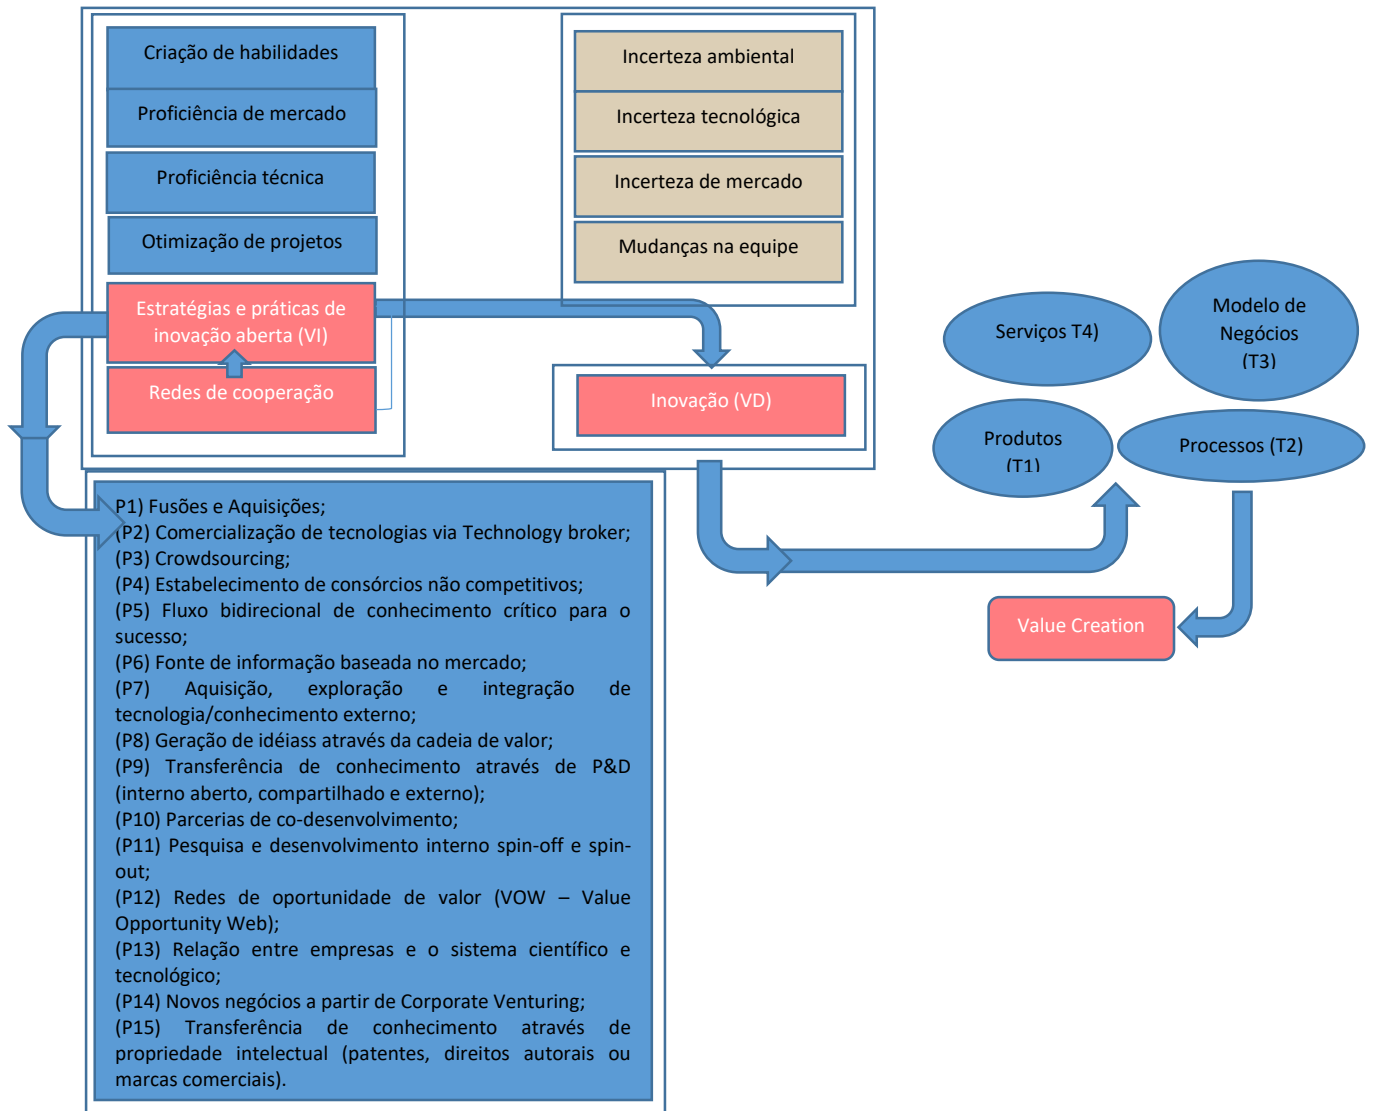 Criação de habilidades
Proficiência de mercado
Proficiência técnica
Otimização de projetos
Estratégias e práticas de
inovação aberta (VI)
Redes de cooperação
Incerteza ambiental
Incerteza tecnológica
Incerteza de mercado
Mudanças na equipe
Inovação (VD)
Serviços T4)
Modelo de
Negócios
(T3)
Produtos
(T1)
Processos (T2)
Value Creation
P1) Fusões e Aquisições;
(P2) Comercialização de tecnologias via Technology broker;
(P3) Crowdsourcing;
(P4) Estabelecimento de consórcios não competitivos;
(P5) Fluxo bidirecional de conhecimento crítico para o
sucesso;
(P6) Fonte de informação baseada no mercado;
(P7) Aquisição, exploração e integração de
tecnologia/conhecimento externo;
(P8) Geração de idéiass através da cadeia de valor;
(P9) Transferência de conhecimento através de P&D
(interno aberto, compartilhado e externo);
(P10) Parcerias de co-desenvolvimento;
(P11) Pesquisa e desenvolvimento interno spin-off e spin-
out;
(P12) Redes de oportunidade de valor (VOW – Value
Opportunity Web);
(P13) Relação entre empresas e o sistema científico e
tecnológico;
(P14) Novos negócios a partir de Corporate Venturing;
(P15) Transferência de conhecimento através de
propriedade intelectual (patentes, direitos autorais ou
marcas comerciais).